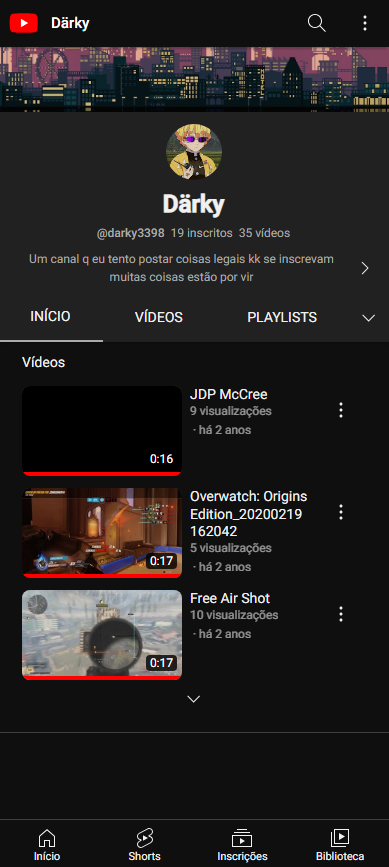 Därky
Därky
@darky3398 19 inscritos 35 vídeos
Um canal q eu tento postar coisas legais kk se inscrevam
muitas coisas estão por vir
INÍCIO VÍDEOS PLAYLISTS
Vídeos
JDP McCree
9 visualizações
· há 2 anos
0:16
Overwatch: Origins
Edition_20200219
162042
5 visualizações
· há 2 anos
0:17
Free Air Shot
10 visualizações
· há 2 anos
0:17
Início Shorts Inscrições Biblioteca